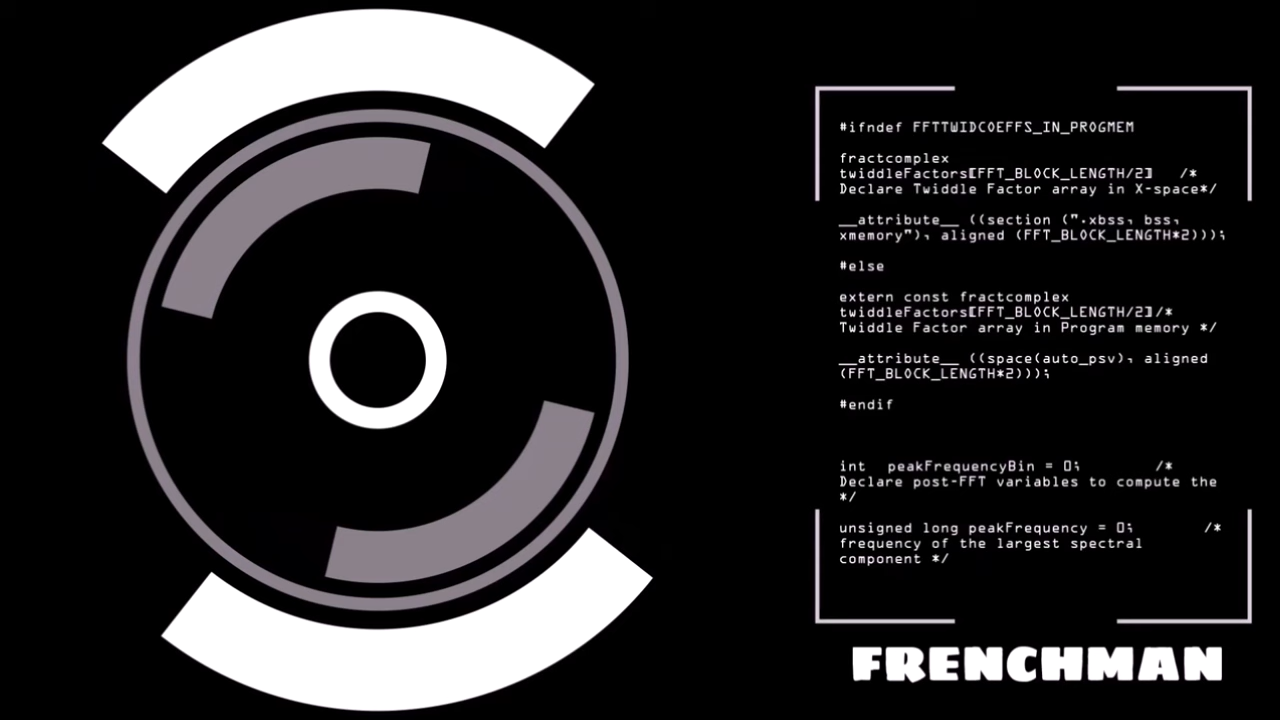 #ifndef FFTTWIDCOEFFS_IN_PROGMEM
fractcomplex
twiddleFactors[FFT_BLOCK_LENGTH/2] /*
Declare Twiddle Factor array in X-space*/
__attribute__ ((section (".xbss, bss,
xmemory"), aligned (FFT_BLOCK_LENGTH*2)));
#else
extern const fractcomplex
twiddleFactors[FFT_BLOCK_LENGTH/2]/*
Twiddle Factor array in Program memory */
__attribute__ ((space(auto_psv), aligned
(FFT_BLOCK_LENGTH*2)));
#endif
int peakFrequencyBin = 0; /*
Declare post-FFT variables to compute the
*/
unsigned long peakFrequency = 0; /*
frequency of the largest spectral
component */
FRENCHMAN